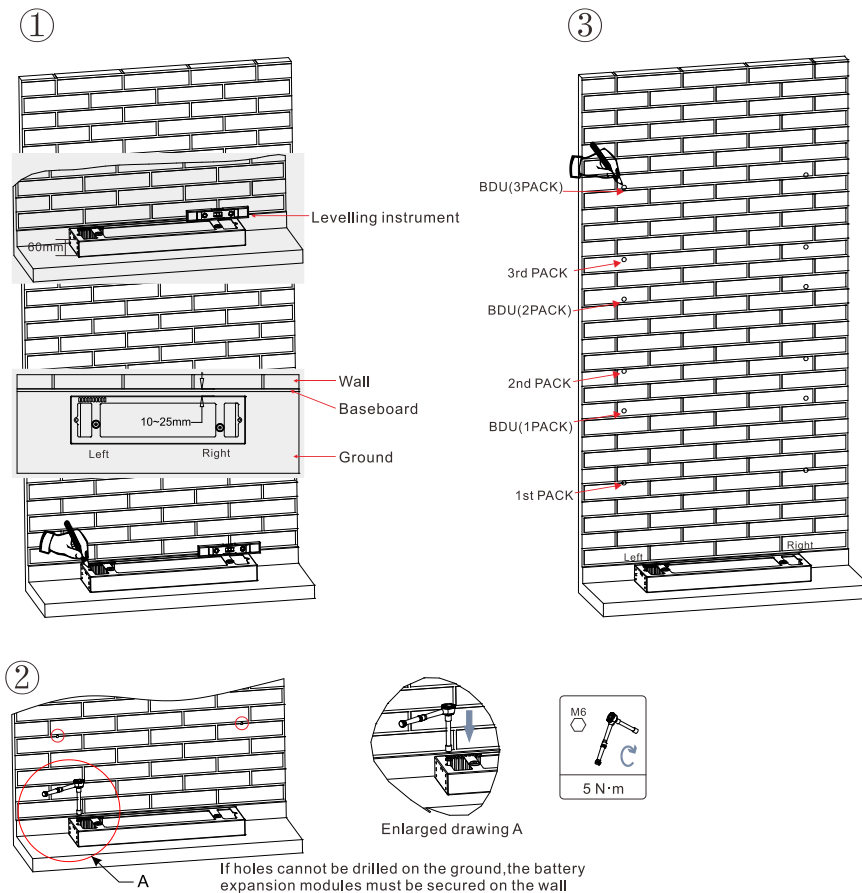 ①
Levelling instrument
60mm
Wall
Baseboard
10~25mm
Left
Right
Ground
③
BDU(3PACK)
3rd PACK
BDU(2PACK)
2nd PACK
BDU(1PACK)
1st PACK
Left
Right
②
A
Enlarged drawing A
M6
5 N·m
If holes cannot be drilled on the ground,the battery
expansion modules must be secured on the wall